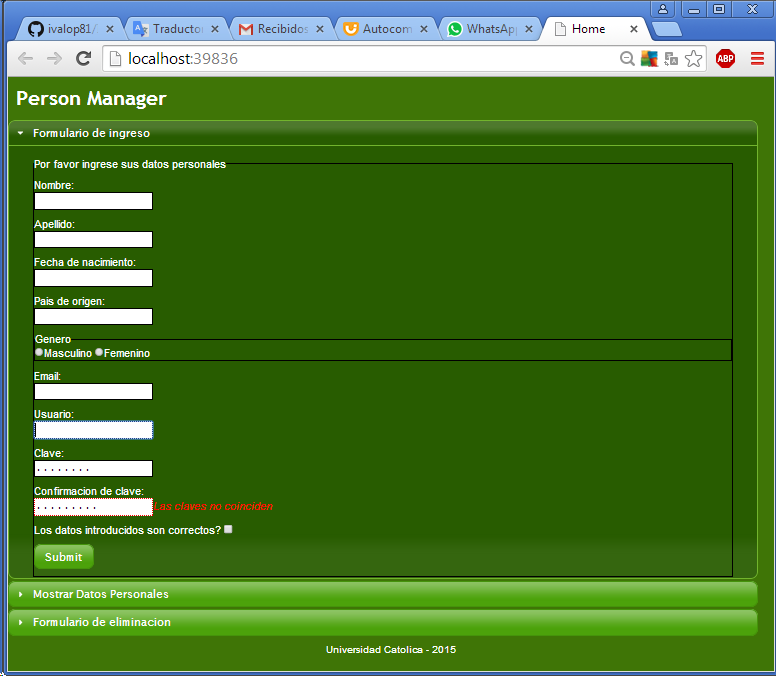 ivalop81/
Traducto
Recibidos
Autocom
WhatsAp
Home
localhost:39836
ABP
Person Manager
Formulario de ingreso
Por favor ingrese sus datos personales
Nombre:
Apellido:
Fecha de nacimiento:
Pais de origen:
Genero
Masculino Femenino
Email:
Usuario:
Clave:
........
Confirmacion de clave:
......... Las claves no coinciden
Los datos introducidos son correctos?
Submit
Mostrar Datos Personales
Formulario de eliminacion
Universidad Catolica - 2015